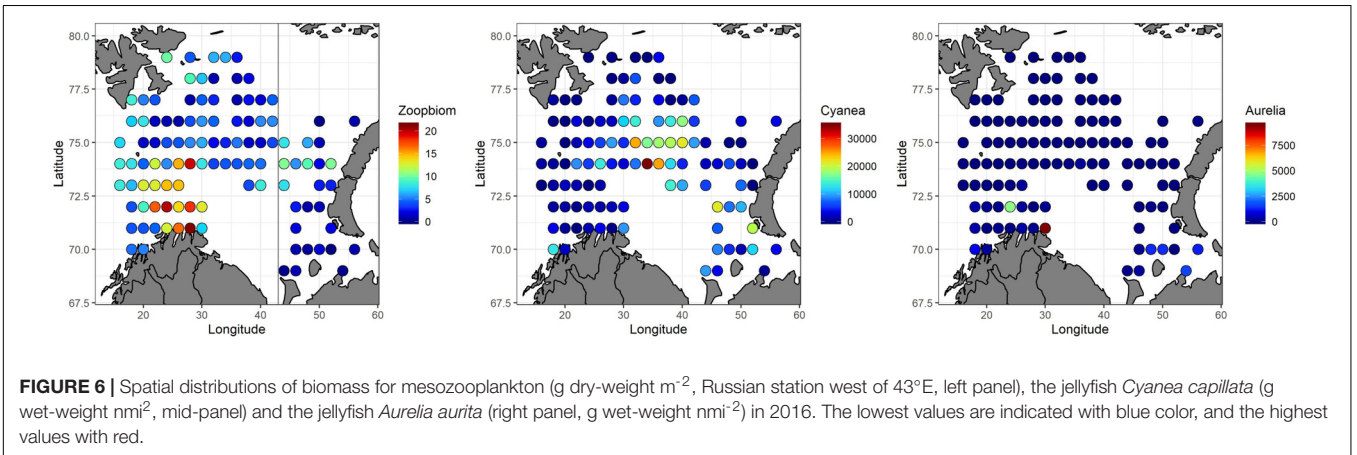 80.0
77.5
75.0
72.5
70.0
67.5
Latitude
20 30 40 50 60
Longitude
Zoopbiom
20
15
10
5
0
80.0
77.5
75.0
72.5
70.0
67.5
Latitude
20 30 40 50 60
Longitude
Cyanea
30000
20000
10000
0
80.0
77.5
75.0
72.5
70.0
67.5
Latitude
20 30 40 50 60
Longitude
Aurelia
7500
5000
2500
0
FIGURE 6 | Spatial distributions of biomass for mesozooplankton (g dry-weight m-2, Russian station west of 43°E, left panel), the jellyfish Cyanea capillata (g
wet-weight nmi2, mid-panel) and the jellyfish Aurelia aurita (right panel, g wet-weight nmi-2) in 2016. The lowest values are indicated with blue color, and the highest
values with red.